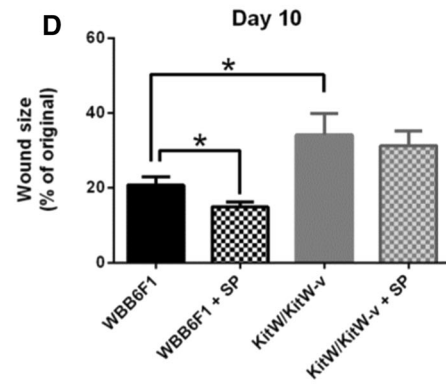 D
Day 10
Wound size
(% of original)
60
40
20
0
*
*
WBB6F1
WBB6F1 + SP
KitW/KitW-v
KitW/KitW-v + SP